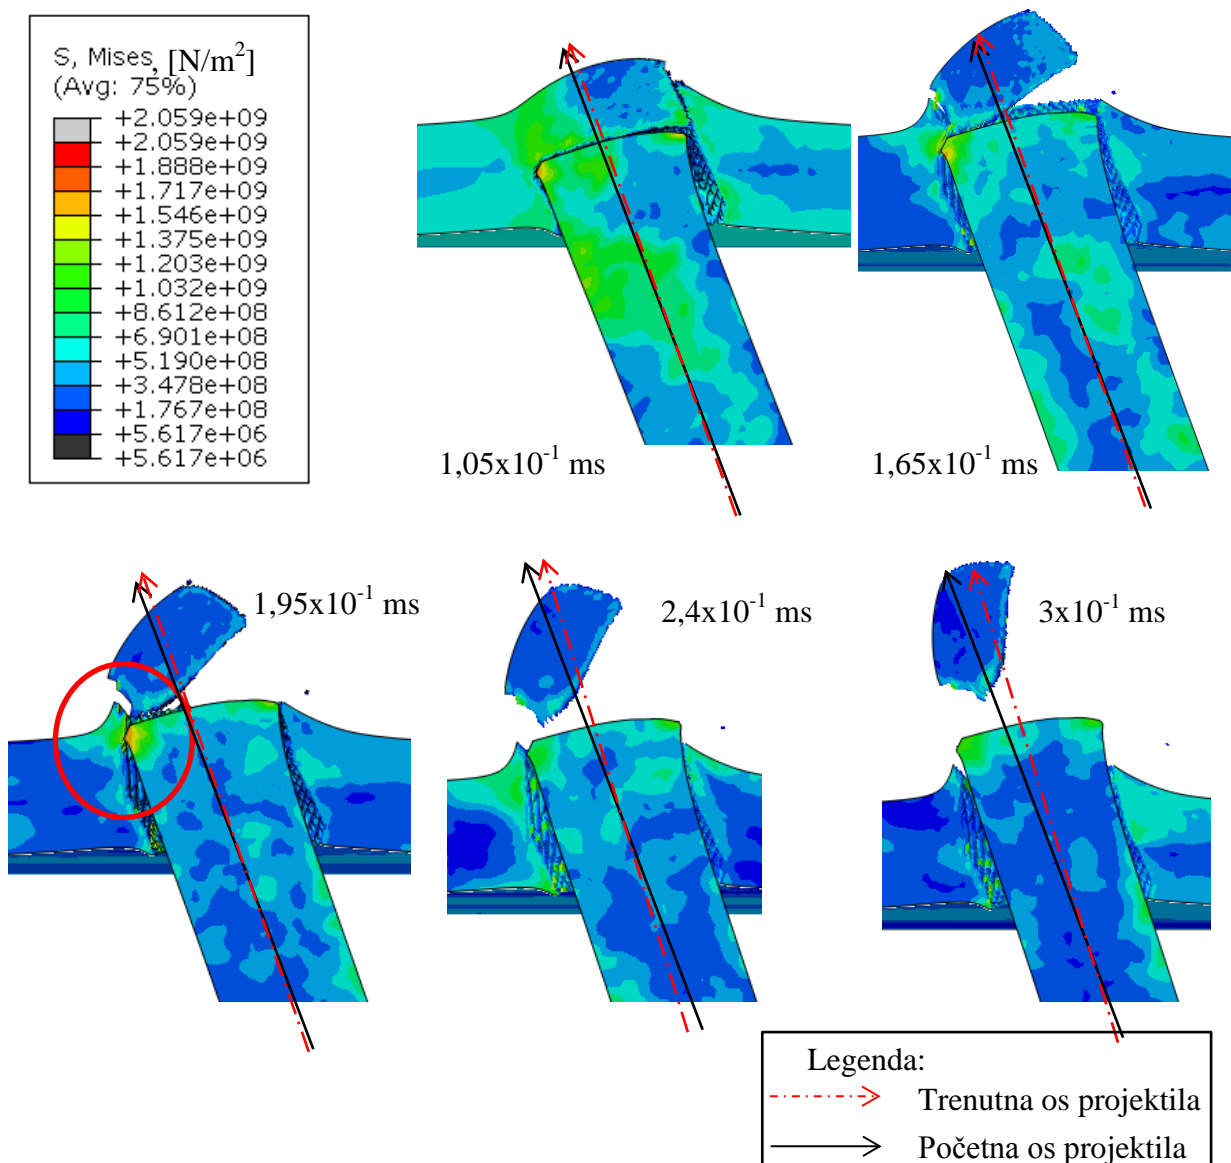 S, Mises, [N/m²]
(Avg: 75%)
+2.059e+09
+2.059e+09
+1.888e+09
+1.717e+09
+1.546e+09
+1.375e+09
+1.203e+09
+1.032e+09
+8.612e+08
+6.901e+08
+5.190e+08
+3.478e+08
+1.767e+08
+5.617e+06
+5.617e+06
1,05x10⁻¹ ms
1,65x10⁻¹ ms
1,95x10⁻¹ ms
2,4x10⁻¹ ms
3x10⁻¹ ms
Legenda:
Trenutna os projektila
Početna os projektila